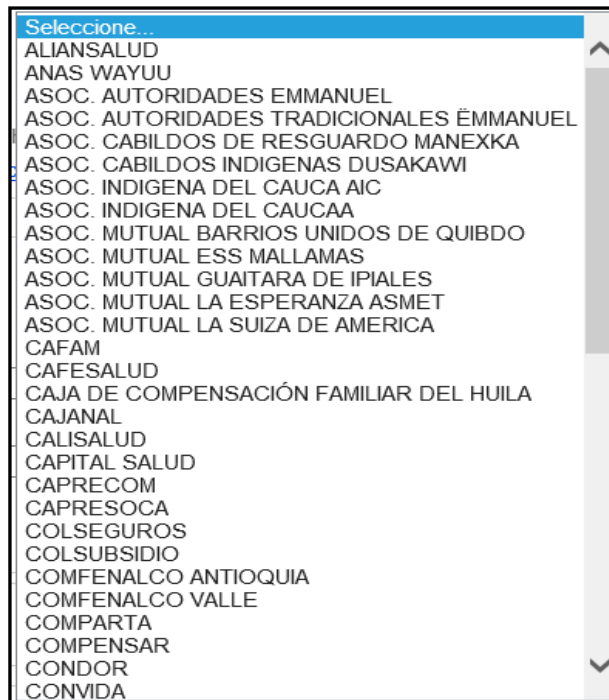 Seleccione...
ALIANSALUD
ANAS WAYUU
ASOC. AUTORIDADES EMMANUEL
ASOC. AUTORIDADES TRADICIONALES ËMMANUEL
ASOC. CABILDOS DE RESGUARDO MANEXKA
ASOC. CABILDOS INDIGENAS DUSAKAWI
ASOC. INDIGENA DEL CAUCA AIC
ASOC. INDIGENA DEL CAUCAA
ASOC. MUTUAL BARRIOS UNIDOS DE QUIBDO
ASOC. MUTUAL ESS MALLAMAS
ASOC. MUTUAL GUAITARA DE IPIALES
ASOC. MUTUAL LA ESPERANZA ASMET
ASOC. MUTUAL LA SUIZA DE AMERICA
CAFAM
CAFESALUD
CAJA DE COMPENSACIÓN FAMILIAR DEL HUILA
CAJANAL
CALISALUD
CAPITAL SALUD
CAPRECOM
CAPRESOCA
COLSEGUROS
COLSUBSIDIO
COMFENALCO ANTIOQUIA
COMFENALCO VALLE
COMPARTA
COMPENSAR
CONDOR
CONVIDA